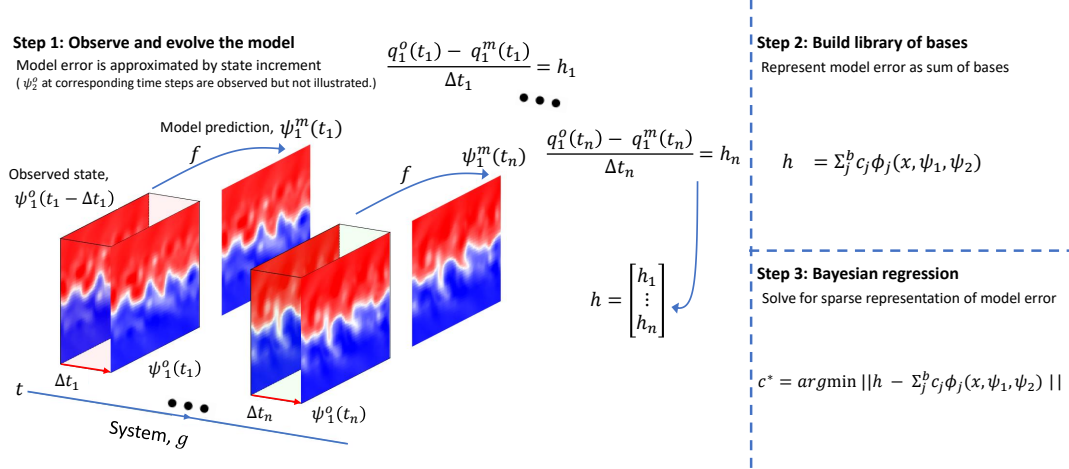 Step 1: Observe and evolve the model
Model error is approximated by state increment
( ψ₂ᵒ at corresponding time steps are observed but not illustrated.)
(q₁ᵒ(t₁) − q₁ᵐ(t₁)) / Δt₁ = h₁
•••
Model prediction, ψ₁ᵐ(t₁)
f
Observed state,
ψ₁ᵒ(t₁ − Δt₁)
ψ₁ᵐ(tₙ)
f
(q₁ᵒ(tₙ) − q₁ᵐ(tₙ)) / Δtₙ = hₙ
h = [h₁ ⋮ hₙ]
Δt₁
ψ₁ᵒ(t₁)
t
•••
Δtₙ
ψ₁ᵒ(tₙ)
System, g
Step 2: Build library of bases
Represent model error as sum of bases
h = Σⱼᵇ cⱼϕⱼ(x, ψ₁, ψ₂)
Step 3: Bayesian regression
Solve for sparse representation of model error
c* = argmin ||h − Σⱼᵇ cⱼϕⱼ(x, ψ₁, ψ₂) ||